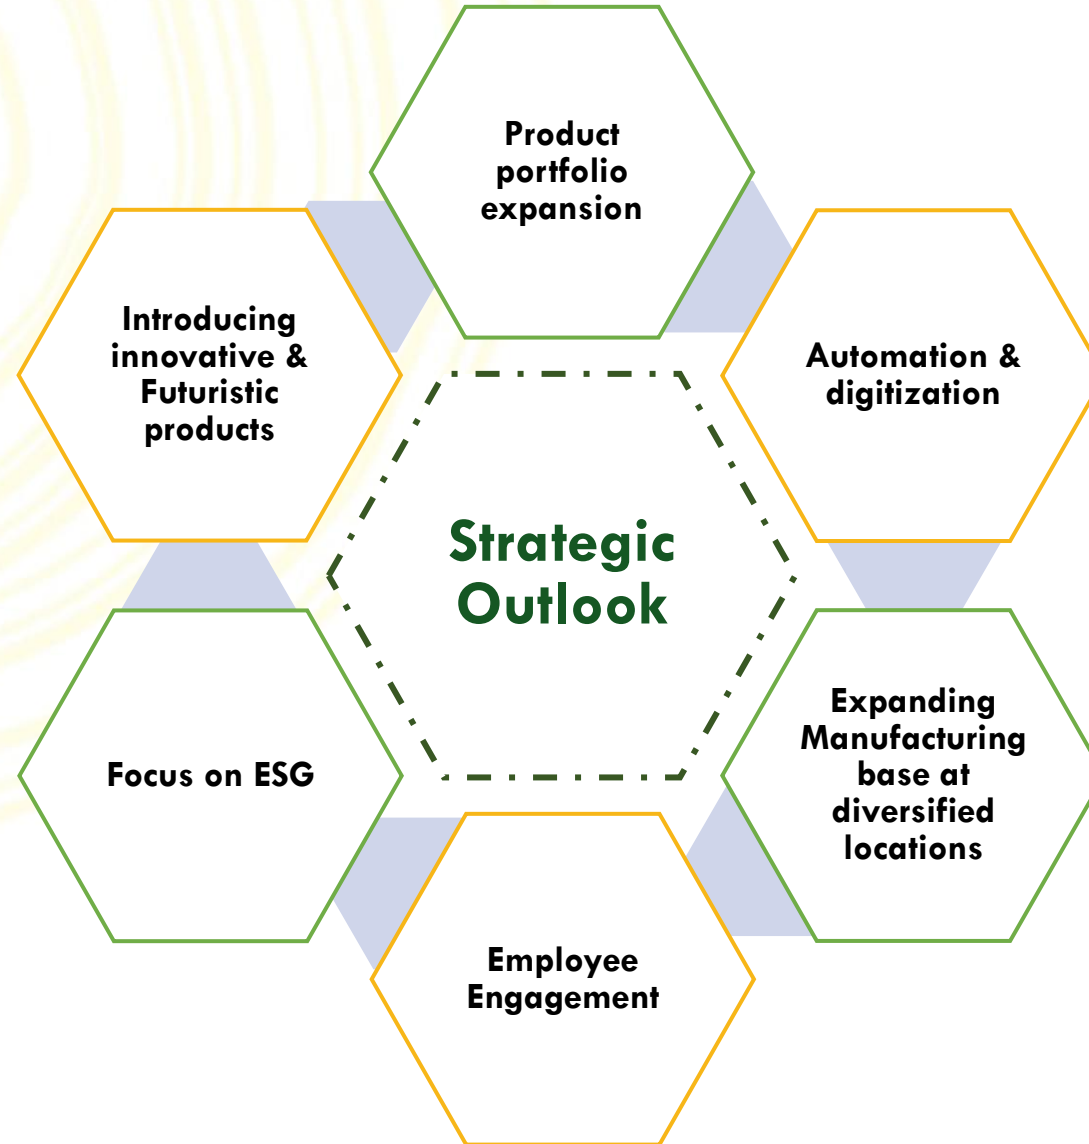 Product
portfolio
expansion
Introducing
innovative &
Futuristic
products
Automation &
digitization
Strategic
Outlook
Focus on ESG
Expanding
Manufacturing
base at
diversified
locations
Employee
Engagement